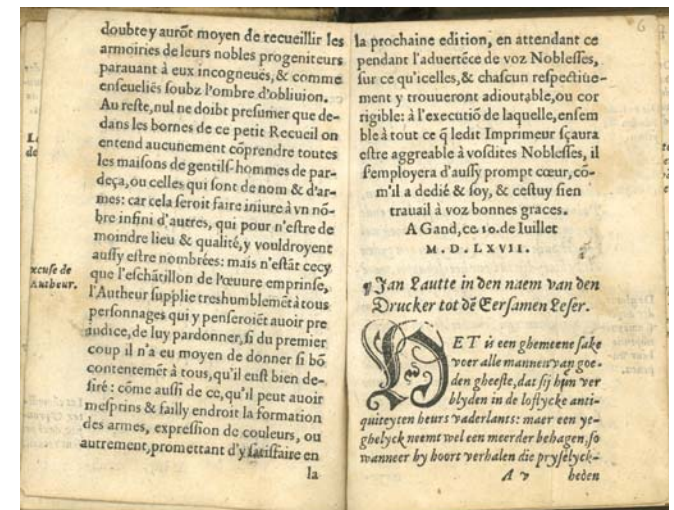 doubtey aurõt moyen de recueillir les
armoiries de leurs nobles progeniteurs
parauant à eux incogneuës, & comme
enseuelies soubz l'ombre d'obliuion.
Au reste, nul ne doibt presumer que de-
dans les bornes de ce petit Recueil on
entend aucunement cõprendre toutes
les maisons de gentilſ-hommes de par-
deça, ou celles qui sont de nom & d'ar-
mes: car cela seroit faire iniure à vn nõ-
bre infini d'autres, qui pour n'estre de
moindre lieu & qualité, y vouldroyent
aussy estre nombrées: mais n'estãt cecy
xcuse de
Autheur.
que l'eschãtillon de l'œuure emprinse,
l'Autheur supplie treshumblemẽt à tous
personnages qui y penseroiẽt auoir pre
iudice, de luy pardonner, si du premier
coup il n'a eu moyen de donner si bõ
contentemẽt à tous, qu'il eust bien de-
siré: cõme aussi de ce, qu'il peut auoir
mesprins & failly endroit la formation
des armes, expression de couleurs, ou
autrement, promettant d'y satisfaire en
la
6
la prochaine edition, en attendant ce
pendant l'aduertẽce de voz Noblesses,
sur ce qu'icelles, & chascun respectiue-
ment y trouueront adioutable, ou cor
rigible: à l'executiõ de laquelle, ensem
ble à tout ce q̃ ledit Imprimeur sçaura
estre aggreable à vosdites Noblesses, il
s'employera d'aussy prompt cœur, cõ-
m'il a dedié & soy, & cestuy sien
trauail à voz bonnes graces.
A Gand, ce 10. de Iuillet
M. D. LXVII.
¶ Jan Lautte in den naem van den
Drucker tot dẽ Eersamen Leser.
HET is een ghemeene sake
voer alle mannen van goe-
den gheeste, dat sij hun ver
blyden in de loflycke anti-
quiteyten heurs vaderlants: maer een ye-
ghelyck neemt wel een meerder behagen, so
wanneer hy hoort verhalen die pryselyck-
A v heden